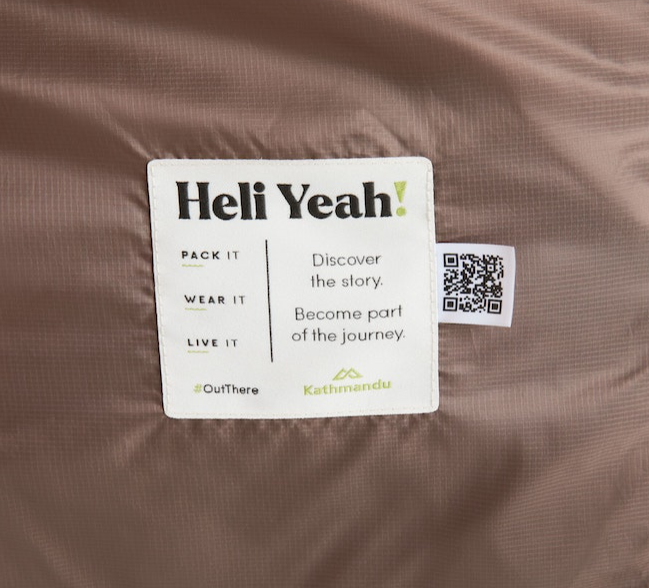 Heli Yeah!
PACK IT
WEAR IT
LIVE IT
#OutThere
Discover
the story.
Become part
of the journey.
Kathmandu